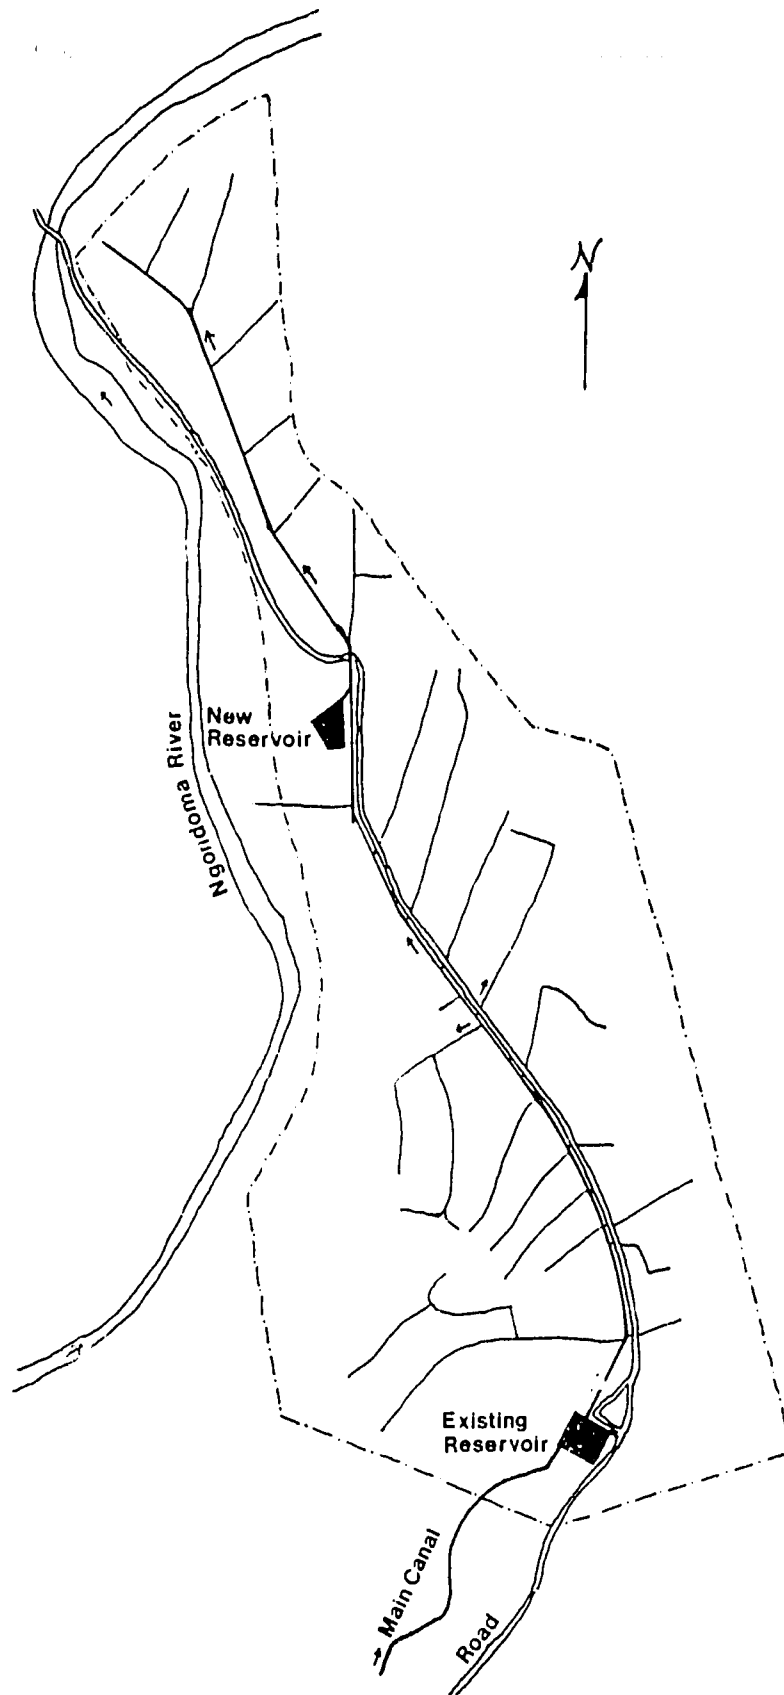 N
New
Reservoir
Ngondoma River
Existing
Reservoir
Main Canal
Road